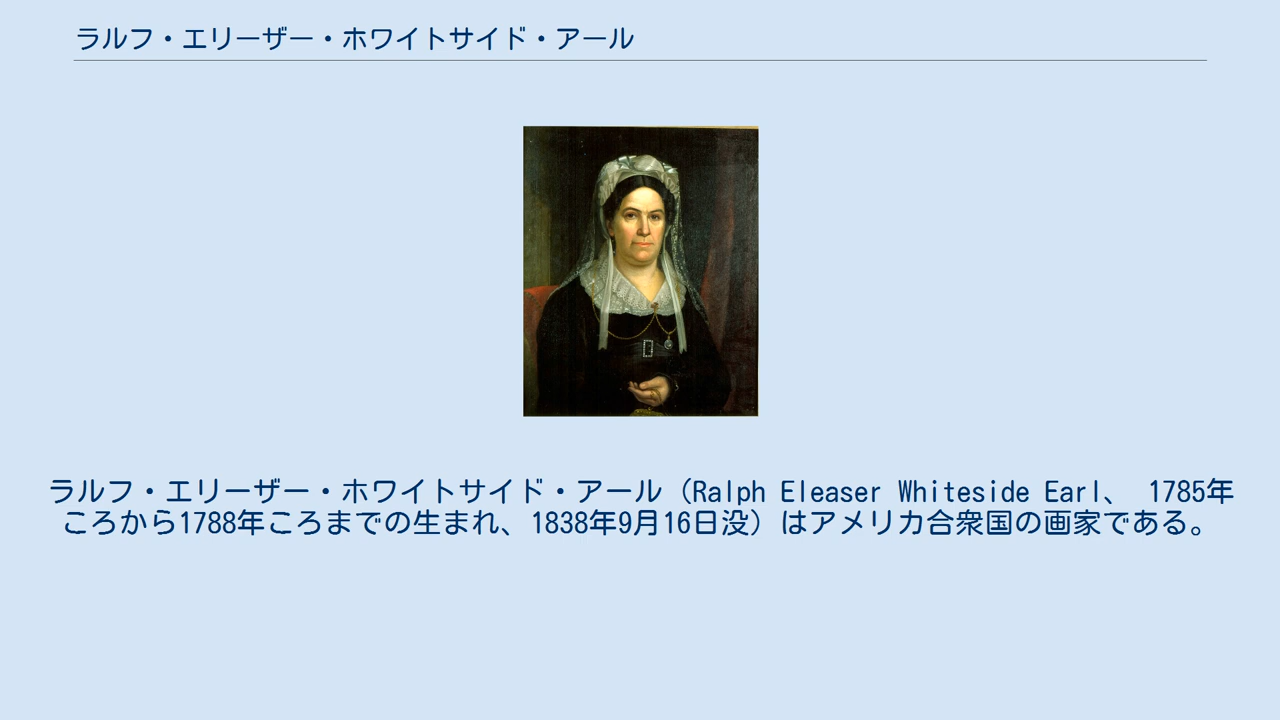 ラルフ・エリーザー・ホワイトサイド・アール
ラルフ・エリーザー・ホワイトサイド・アール（Ralph Eleaser Whiteside Earl、 1785年
ころから1788年ころまでの生まれ、1838年9月16日没）はアメリカ合衆国の画家である。